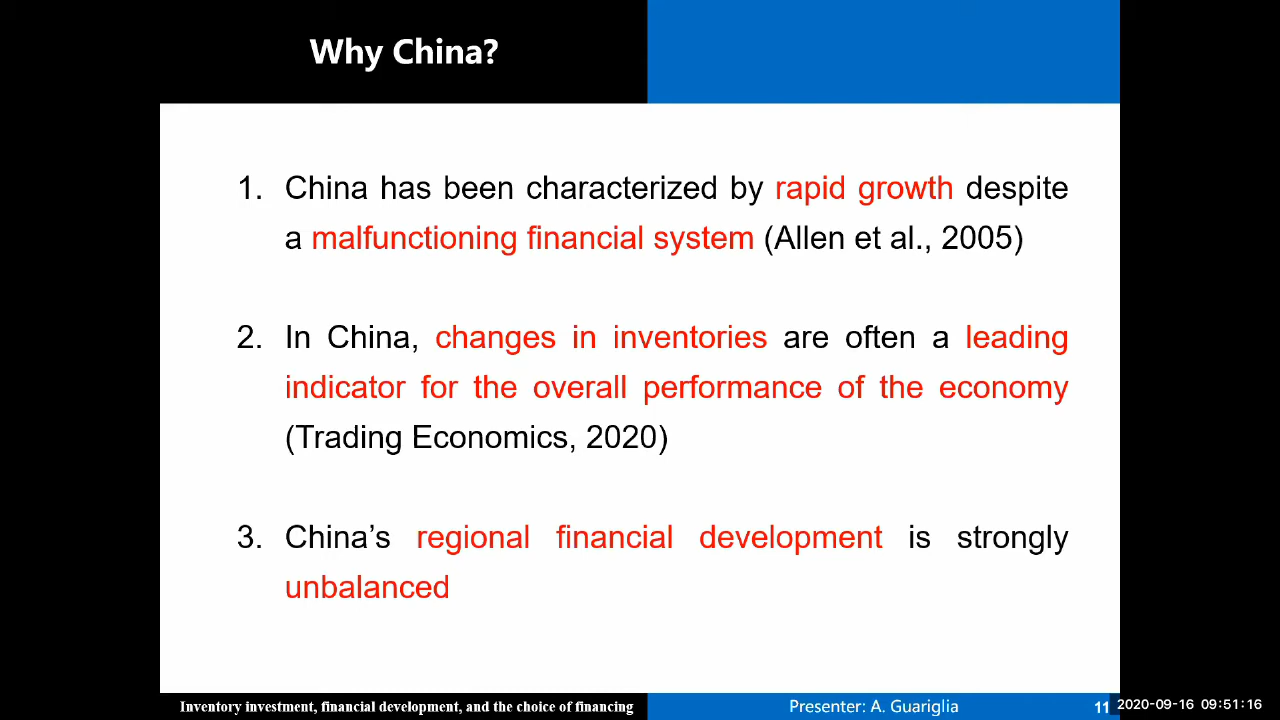 Why China?
1. China has been characterized by rapid growth despite
a malfunctioning financial system (Allen et al., 2005)
2. In China, changes in inventories are often a leading
indicator for the overall performance of the economy
(Trading Economics, 2020)
3. China’s regional financial development is strongly
unbalanced
Inventory investment, financial development, and the choice of financing
Presenter: A. Guariglia
11
2020-09-16 09:51:16